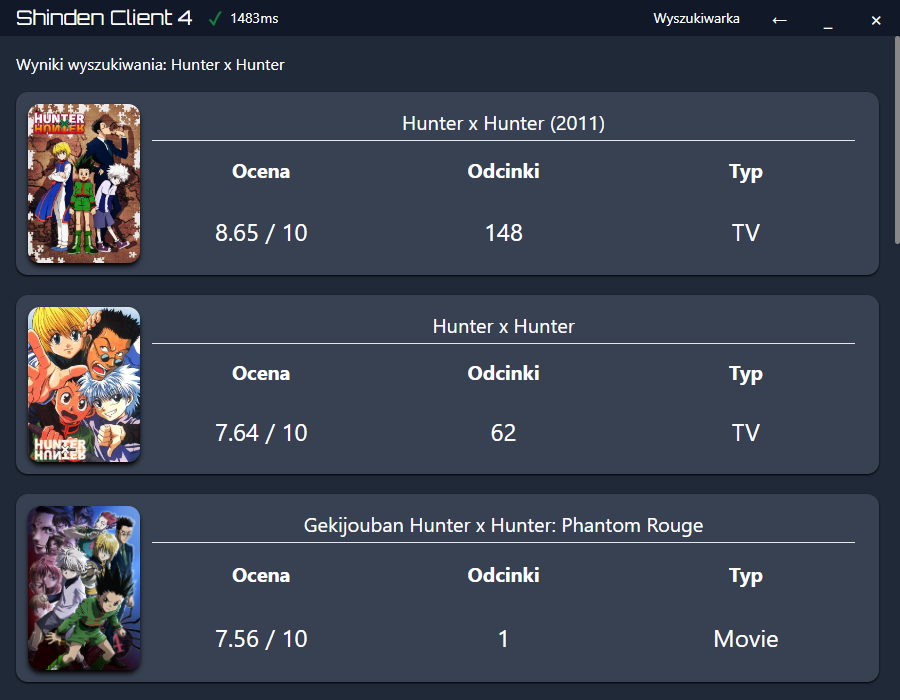 Shinden Client 4 ✓ 1483ms Wyszukiwarka ← _ ×
Wyniki wyszukiwania: Hunter x Hunter
HUNTER
HUNTER
Hunter x Hunter (2011)
Ocena Odcinki Typ
8.65 / 10 148 TV
Hunter x Hunter
Ocena Odcinki Typ
7.64 / 10 62 TV
HUNTER
HUNTER
Gekijouban Hunter x Hunter: Phantom Rouge
Ocena Odcinki Typ
7.56 / 10 1 Movie